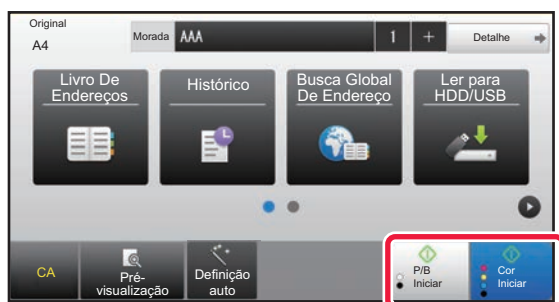 Original
A4
Morada AAA 1 + Detalhe
Livro De
Endereços
Histórico
Busca Global
De Endereço
Ler para
HDD/USB
CA
Pré-
visualização
Definição
auto
P/B
Iniciar
Cor
Iniciar